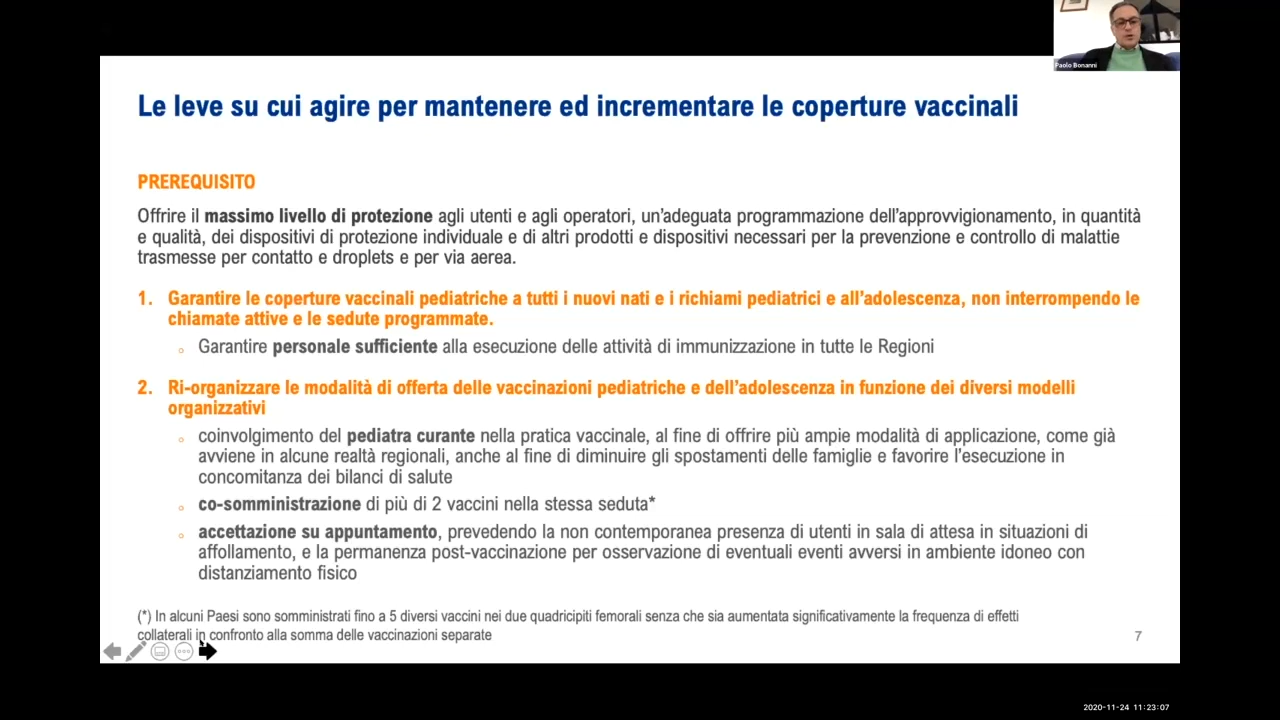 Paolo Bonanni
Le leve su cui agire per mantenere ed incrementare le coperture vaccinali
PREREQUISITO
Offrire il massimo livello di protezione agli utenti e agli operatori, un'adeguata programmazione dell'approvvigionamento, in quantità
e qualità, dei dispositivi di protezione individuale e di altri prodotti e dispositivi necessari per la prevenzione e controllo di malattie
trasmesse per contatto e droplets e per via aerea.
1. Garantire le coperture vaccinali pediatriche a tutti i nuovi nati e i richiami pediatrici e all'adolescenza, non interrompendo le
chiamate attive e le sedute programmate.
○ Garantire personale sufficiente alla esecuzione delle attività di immunizzazione in tutte le Regioni
2. Ri-organizzare le modalità di offerta delle vaccinazioni pediatriche e dell'adolescenza in funzione dei diversi modelli
organizzativi
○ coinvolgimento del pediatra curante nella pratica vaccinale, al fine di offrire più ampie modalità di applicazione, come già
avviene in alcune realtà regionali, anche al fine di diminuire gli spostamenti delle famiglie e favorire l'esecuzione in
concomitanza dei bilanci di salute
○ co-somministrazione di più di 2 vaccini nella stessa seduta*
○ accettazione su appuntamento, prevedendo la non contemporanea presenza di utenti in sala di attesa in situazioni di
affollamento, e la permanenza post-vaccinazione per osservazione di eventuali eventi avversi in ambiente idoneo con
distanziamento fisico
(*) In alcuni Paesi sono somministrati fino a 5 diversi vaccini nei due quadricipiti femorali senza che sia aumentata significativamente la frequenza di effetti
collaterali in confronto alla somma delle vaccinazioni separate
7
2020-11-24 11:23:07